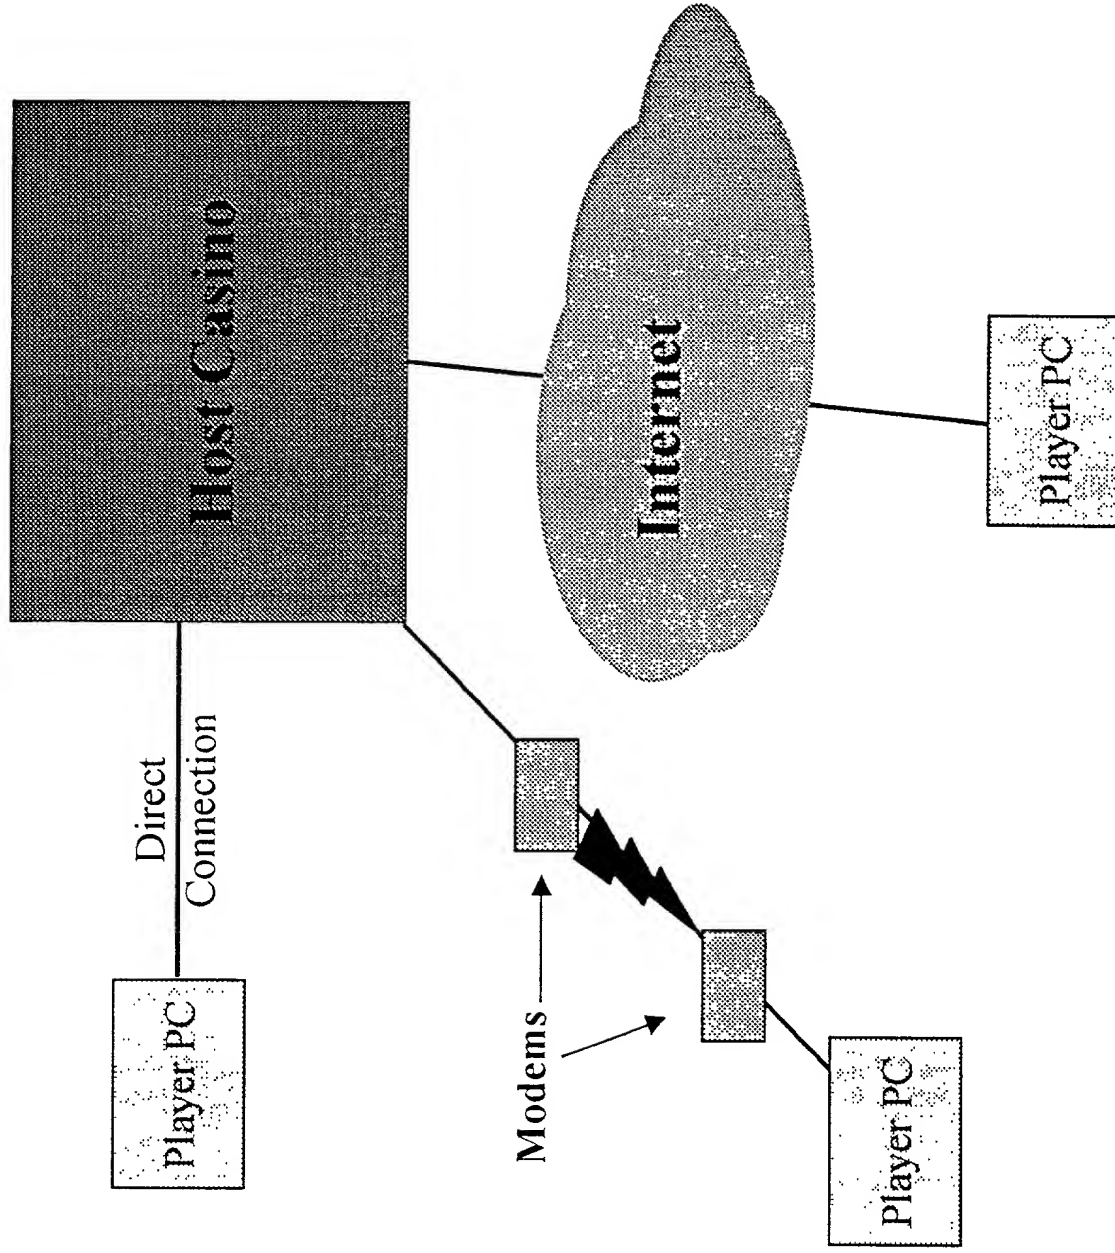 Player PC
Direct
Connection
Host Casino
Modems
Player PC
Internet
Player PC